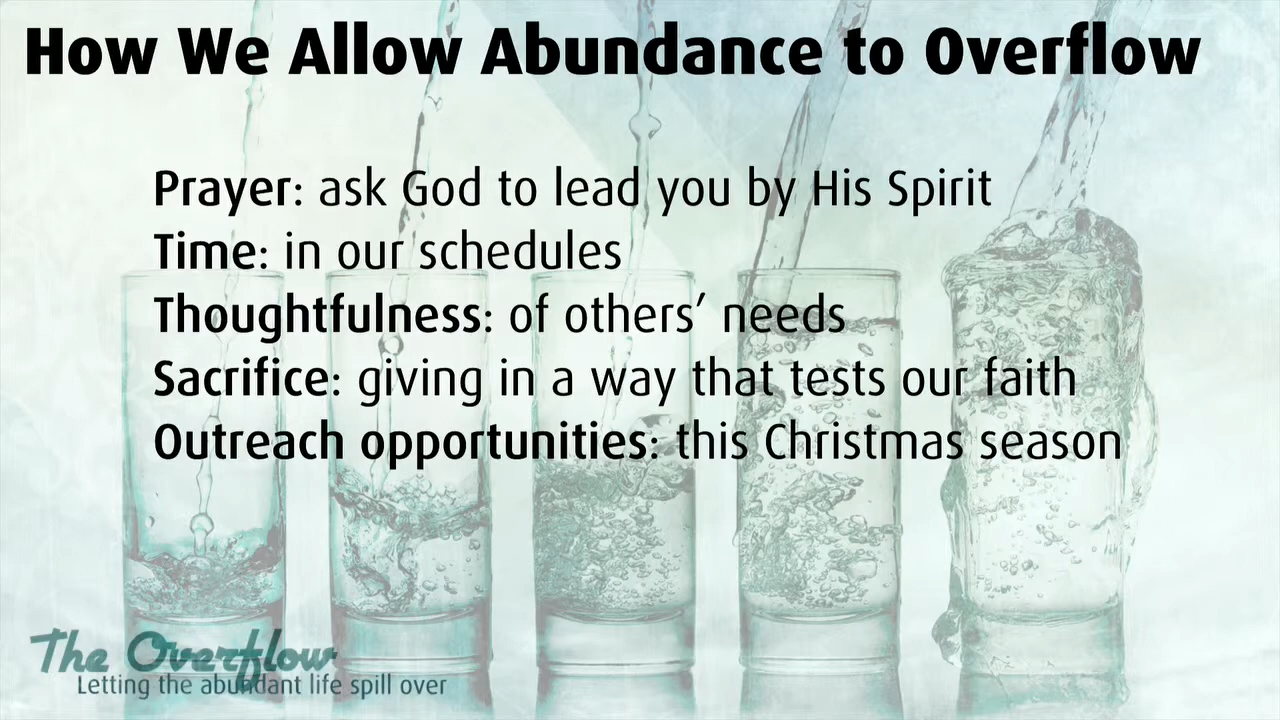 How We Allow Abundance to Overflow
Prayer: ask God to lead you by His Spirit
Time: in our schedules
Thoughtfulness: of others’ needs
Sacrifice: giving in a way that tests our faith
Outreach opportunities: this Christmas season
The Overflow
Letting the abundant life spill over